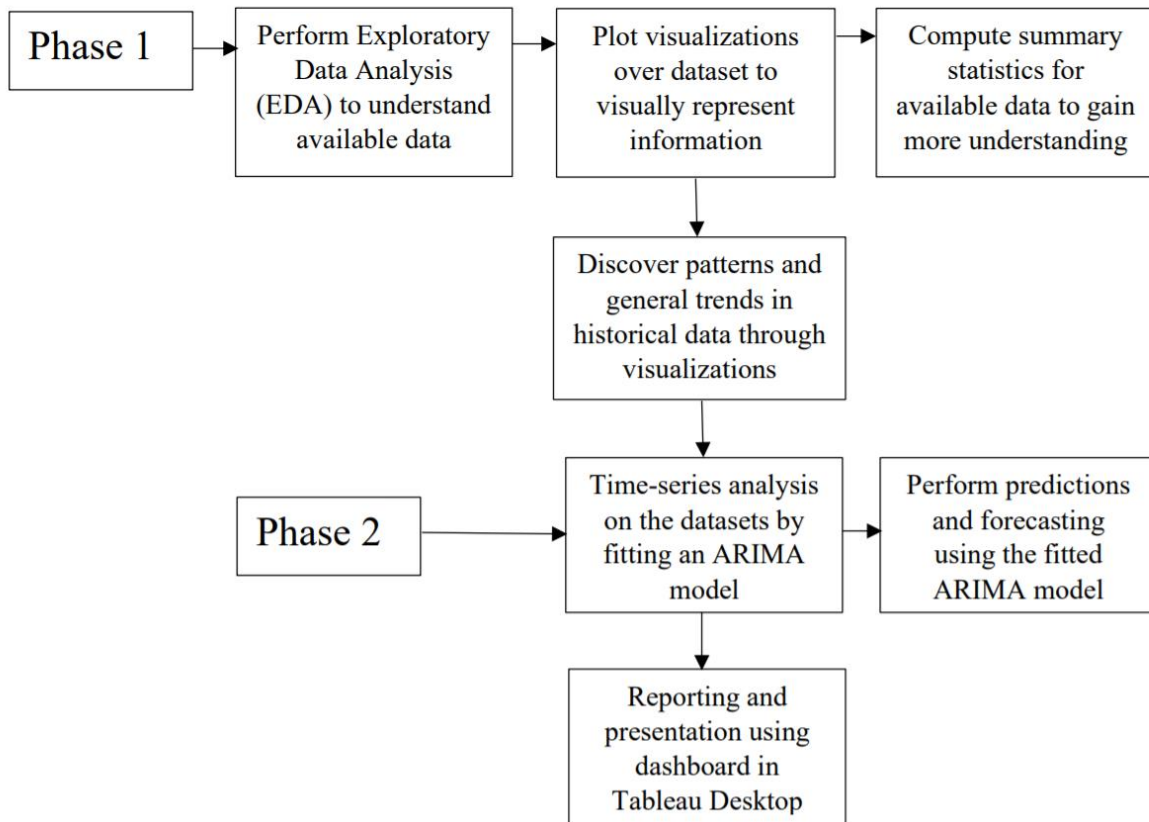 Phase 1
Perform Exploratory
Data Analysis
(EDA) to understand
available data
Plot visualizations
over dataset to
visually represent
information
Compute summary
statistics for
available data to gain
more understanding
Discover patterns and
general trends in
historical data through
visualizations
Phase 2
Time-series analysis
on the datasets by
fitting an ARIMA
model
Perform predictions
and forecasting
using the fitted
ARIMA model
Reporting and
presentation using
dashboard in
Tableau Desktop